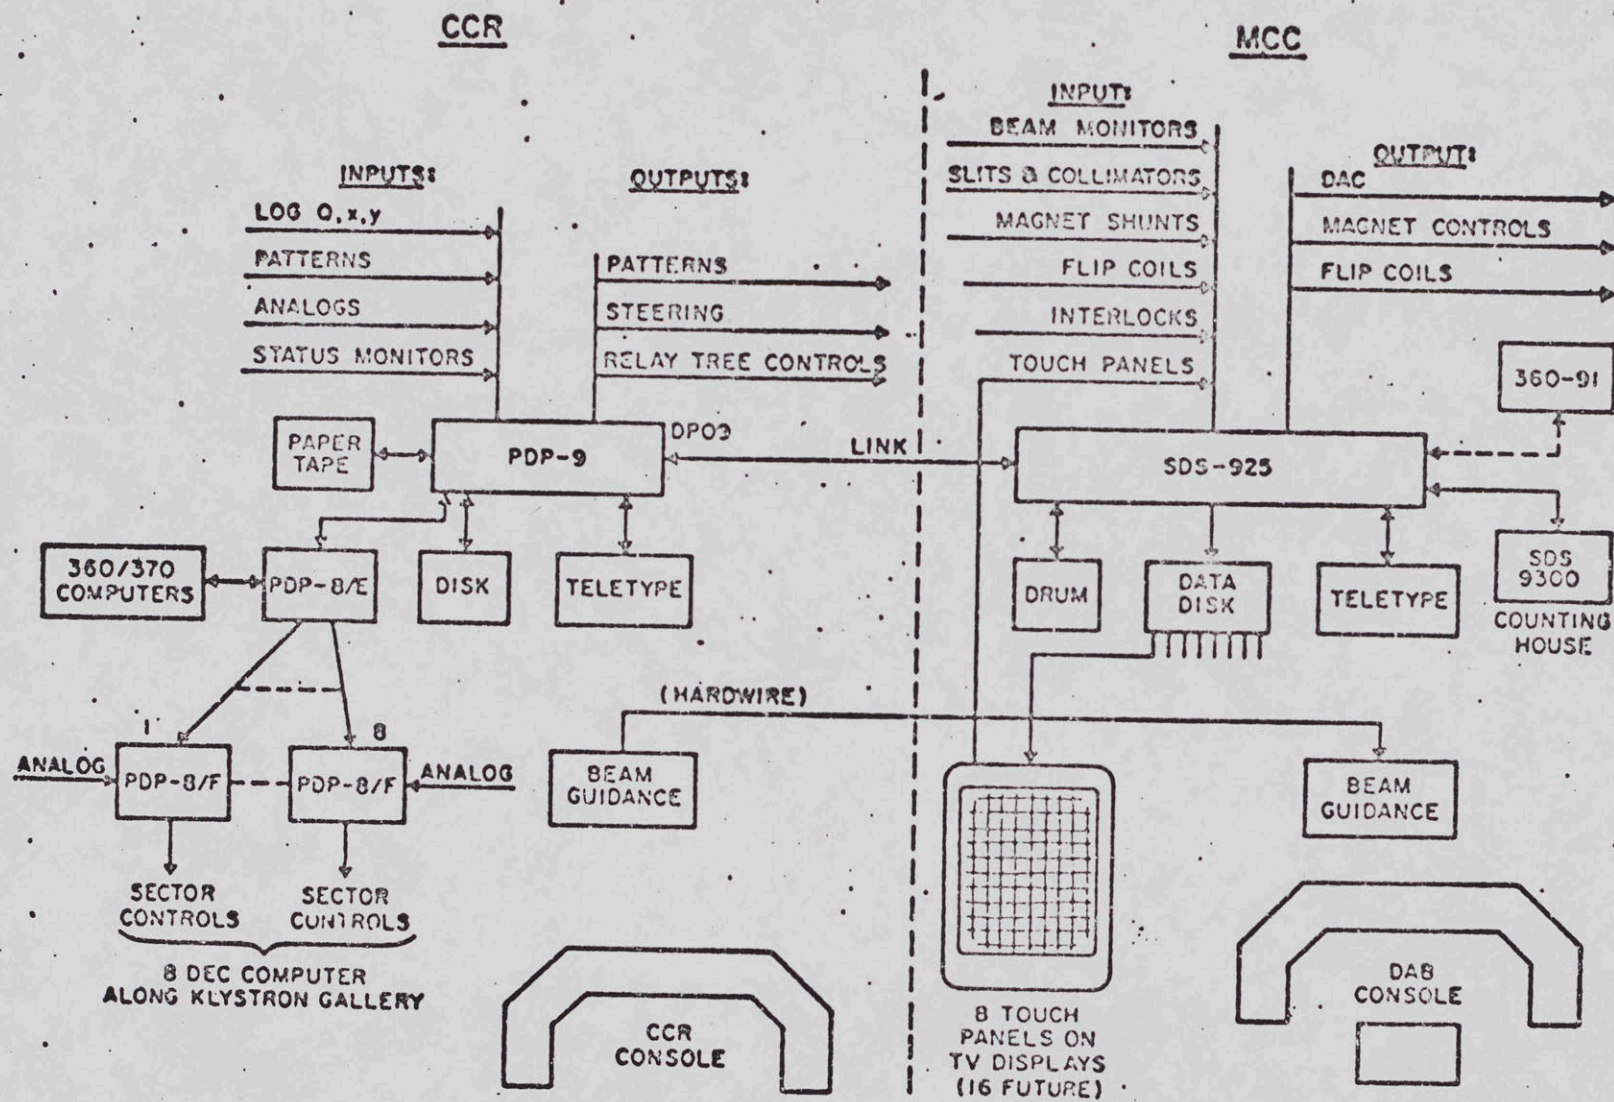 CCR
INPUTS:
LOG Q,x,y
PATTERNS
ANALOGS
STATUS MONITORS
OUTPUTS:
PATTERNS
STEERING
RELAY TREE CONTROLS
PAPER
TAPE
PDP-9
DP03
LINK
360/370
COMPUTERS
PDP-8/E
DISK
TELETYPE
(HARDWIRE)
1
8
ANALOG
PDP-8/F
PDP-8/F
ANALOG
BEAM
GUIDANCE
SECTOR
CONTROLS
SECTOR
CONTROLS
8 DEC COMPUTER
ALONG KLYSTRON GALLERY
CCR
CONSOLE
MCC
INPUT:
BEAM MONITORS
SLITS & COLLIMATORS
MAGNET SHUNTS
FLIP COILS
INTERLOCKS
TOUCH PANELS
OUTPUT:
DAC
MAGNET CONTROLS
FLIP COILS
360-91
SDS-925
DRUM
DATA
DISK
TELETYPE
SDS
9300
COUNTING
HOUSE
BEAM
GUIDANCE
8 TOUCH
PANELS ON
TV DISPLAYS
(16 FUTURE)
DAB
CONSOLE